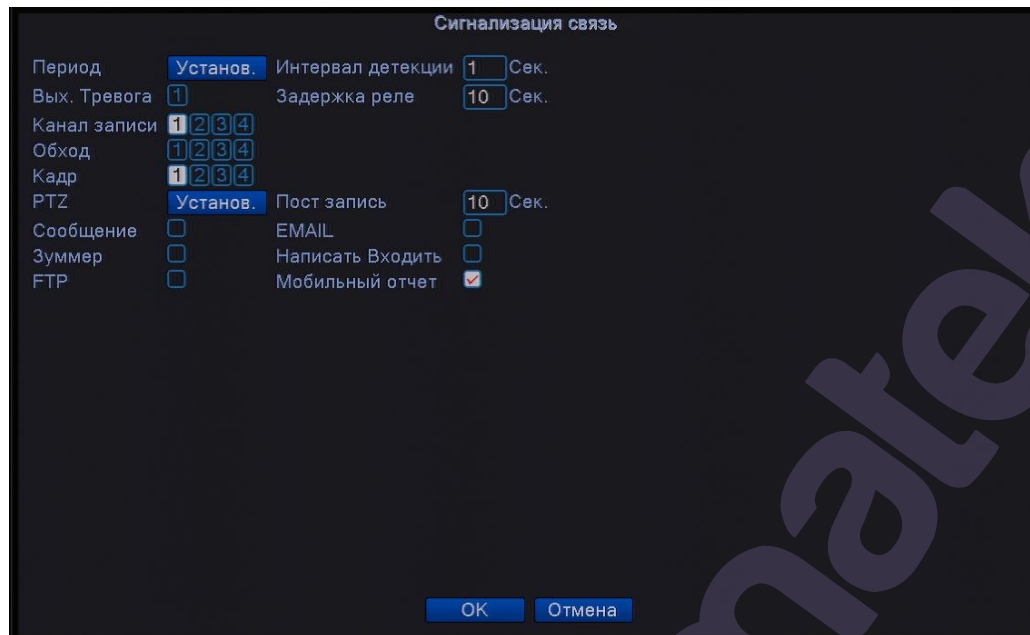 Сигнализация связь
Период Установ. Интервал детекции 1 Сек.
Вых. Тревога 1 Задержка реле 10 Сек.
Канал записи 1 2 3 4
Обход 1 2 3 4
Кадр 1 2 3 4
PTZ Установ. Пост запись 10 Сек.
Сообщение EMAIL
Зуммер Написать Входить
FTP Мобильный отчет
OK Отмена